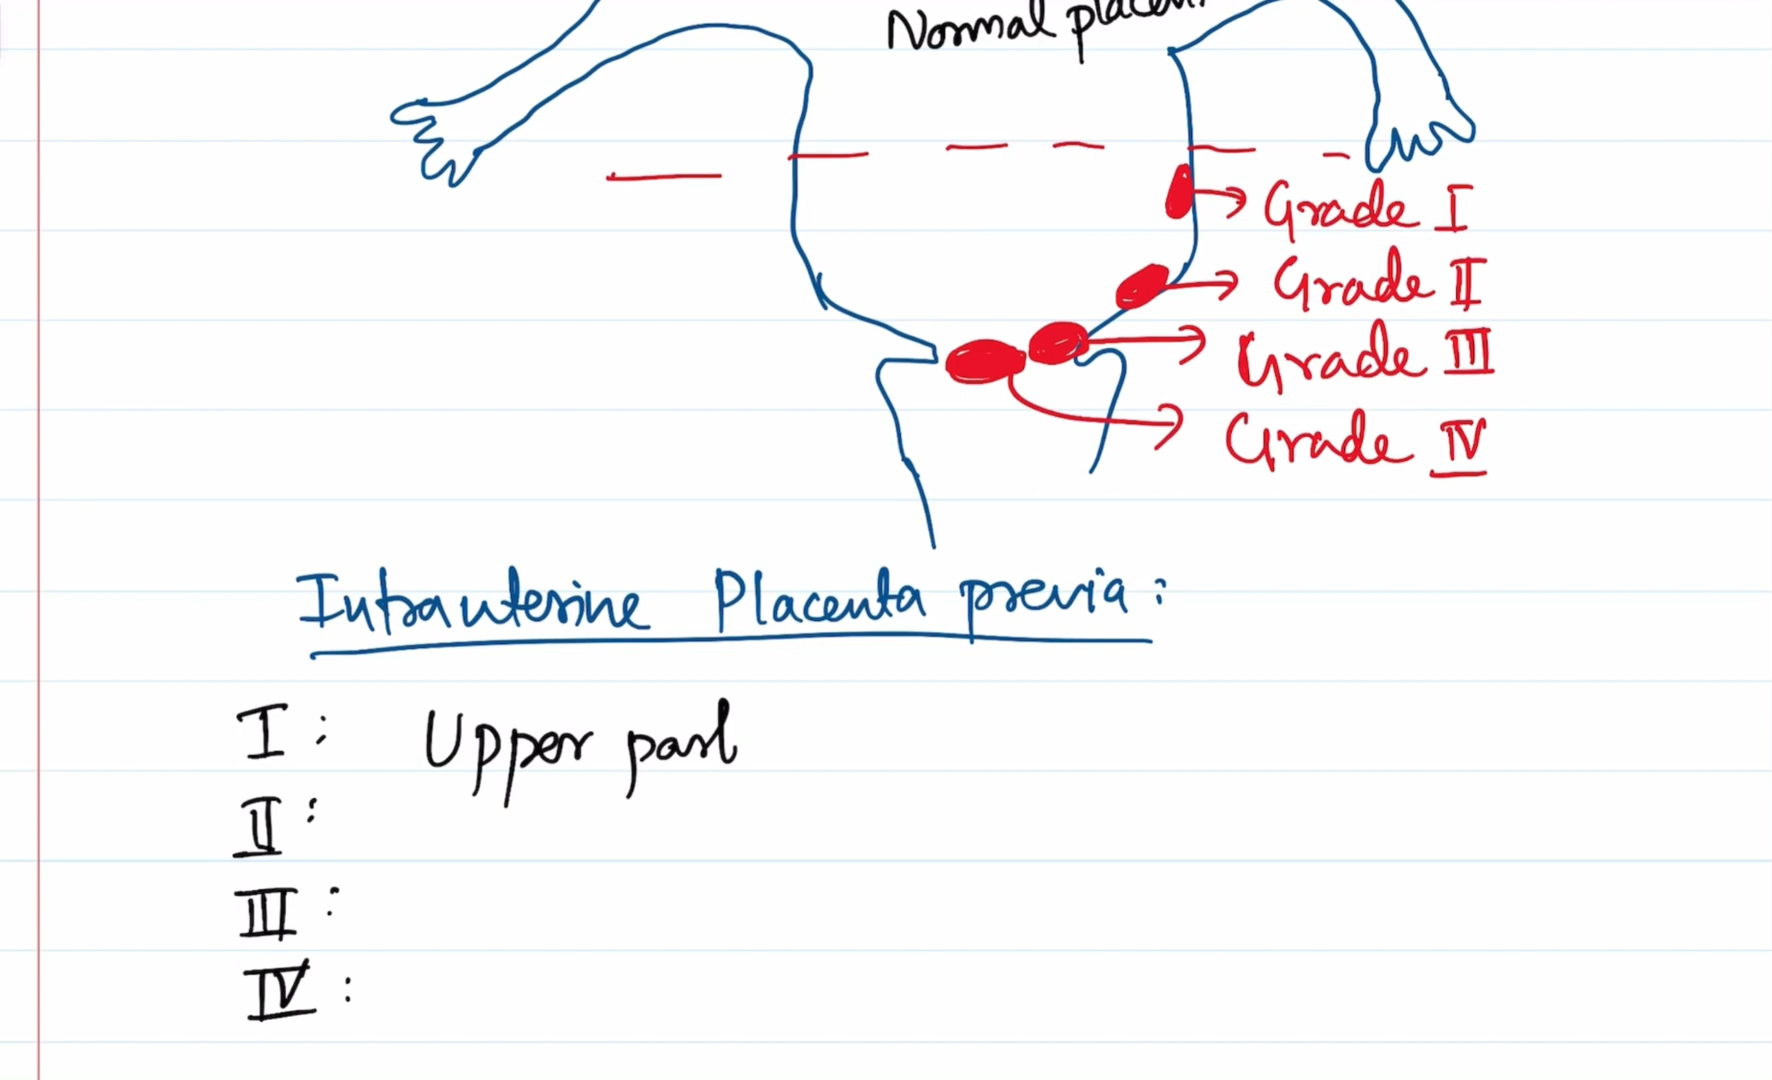 Normal
Grade I
Grade II
Grade III
Grade IV
Intrauterine Placenta previa:
I: Upper part
II:
III:
IV: